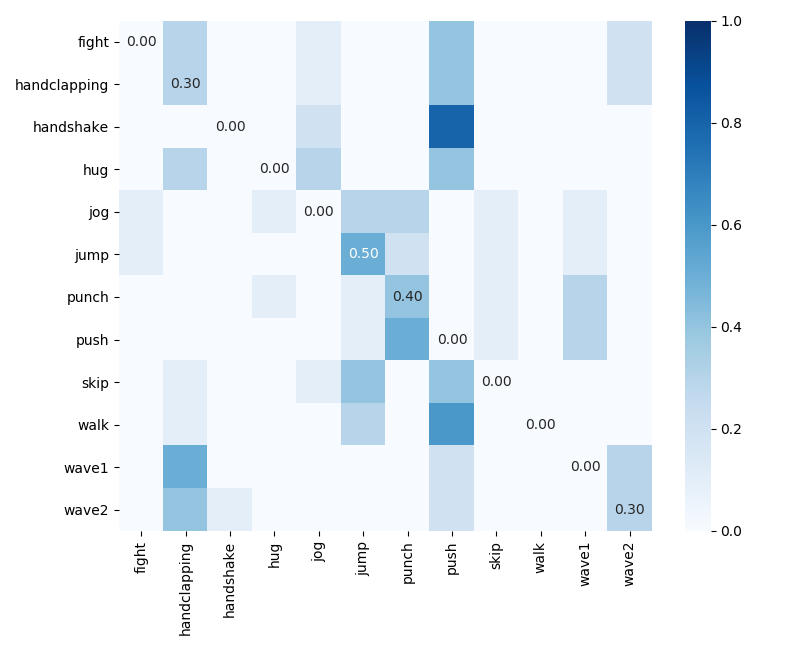 fight
handclapping
handshake
hug
jog
jump
punch
push
skip
walk
wave1
wave2
0.00
0.30
0.00
0.00
0.00
0.50
0.40
0.00
0.00
0.00
0.00
0.30
fight
handclapping
handshake
hug
jog
jump
punch
push
skip
walk
wave1
wave2
1.0
0.8
0.6
0.4
0.2
0.0